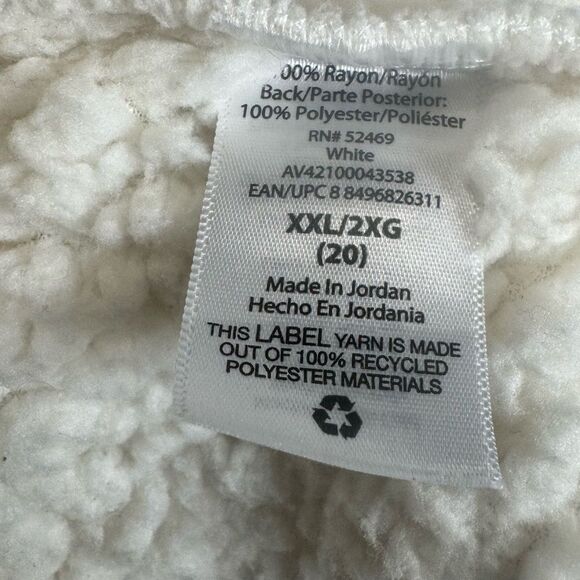 00% Rayon/Rayón
Back/Parte Posterior:
100% Polyester/Poliéster
RN# 52469
White
AV42100043538
EAN/UPC 8 8496826311
XXL/2XG
(20)
Made In Jordan
Hecho En Jordania
THIS LABEL YARN IS MADE
OUT OF 100% RECYCLED
POLYESTER MATERIALS